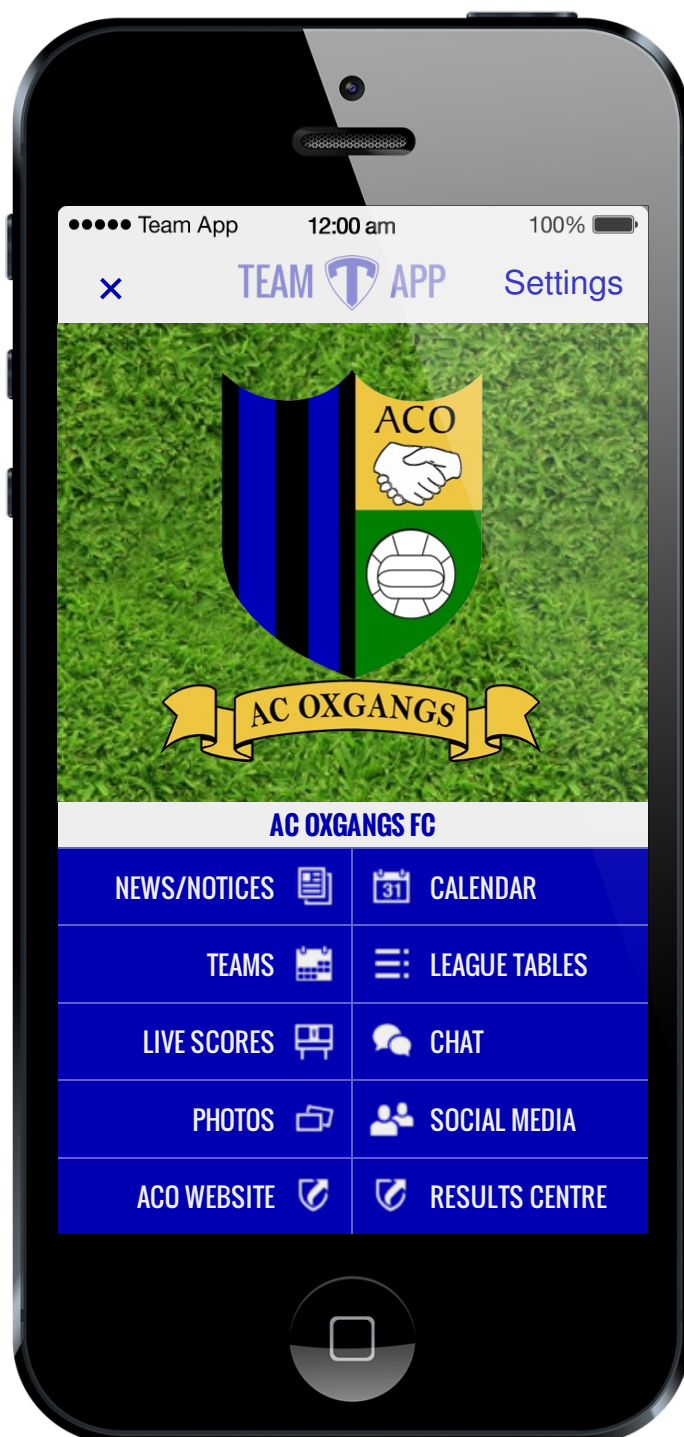 Team App 12:00 am 100%
× TEAM T APP Settings
ACO
AC OXGANGS
AC OXGANGS FC
NEWS/NOTICES 31 CALENDAR
TEAMS LEAGUE TABLES
LIVE SCORES CHAT
PHOTOS SOCIAL MEDIA
ACO WEBSITE RESULTS CENTRE